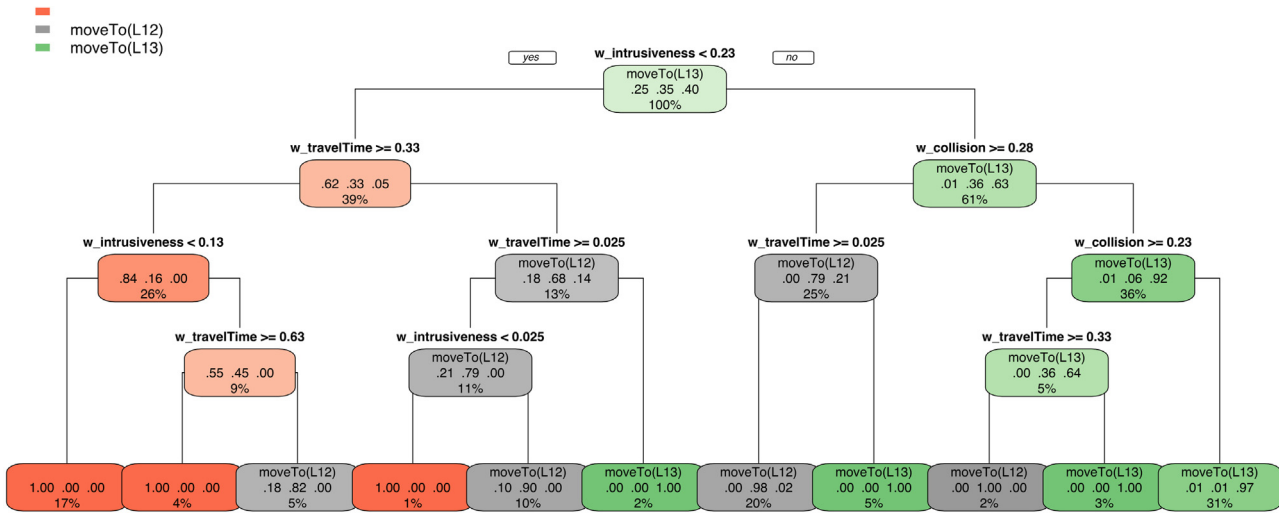 moveTo(L12)
moveTo(L13)
yes
w_intrusiveness < 0.23
no
moveTo(L13)
.25 .35 .40
100%
w_travelTime >= 0.33
.62 .33 .05
39%
w_collision >= 0.28
moveTo(L13)
.01 .36 .63
61%
w_intrusiveness < 0.13
.84 .16 .00
26%
w_travelTime >= 0.025
moveTo(L12)
.18 .68 .14
13%
w_travelTime >= 0.025
moveTo(L12)
.00 .79 .21
25%
w_collision >= 0.23
moveTo(L13)
.01 .06 .92
36%
w_travelTime >= 0.63
.55 .45 .00
9%
w_intrusiveness < 0.025
moveTo(L12)
.21 .79 .00
11%
w_travelTime >= 0.33
moveTo(L13)
.00 .36 .64
5%
1.00 .00 .00
17%
1.00 .00 .00
4%
moveTo(L12)
.18 .82 .00
5%
1.00 .00 .00
1%
moveTo(L12)
.10 .90 .00
10%
moveTo(L13)
.00 .00 1.00
2%
moveTo(L12)
.00 .98 .02
20%
moveTo(L13)
.00 .00 1.00
5%
moveTo(L12)
.00 1.00 .00
2%
moveTo(L13)
.00 .00 1.00
3%
moveTo(L13)
.01 .01 .97
31%